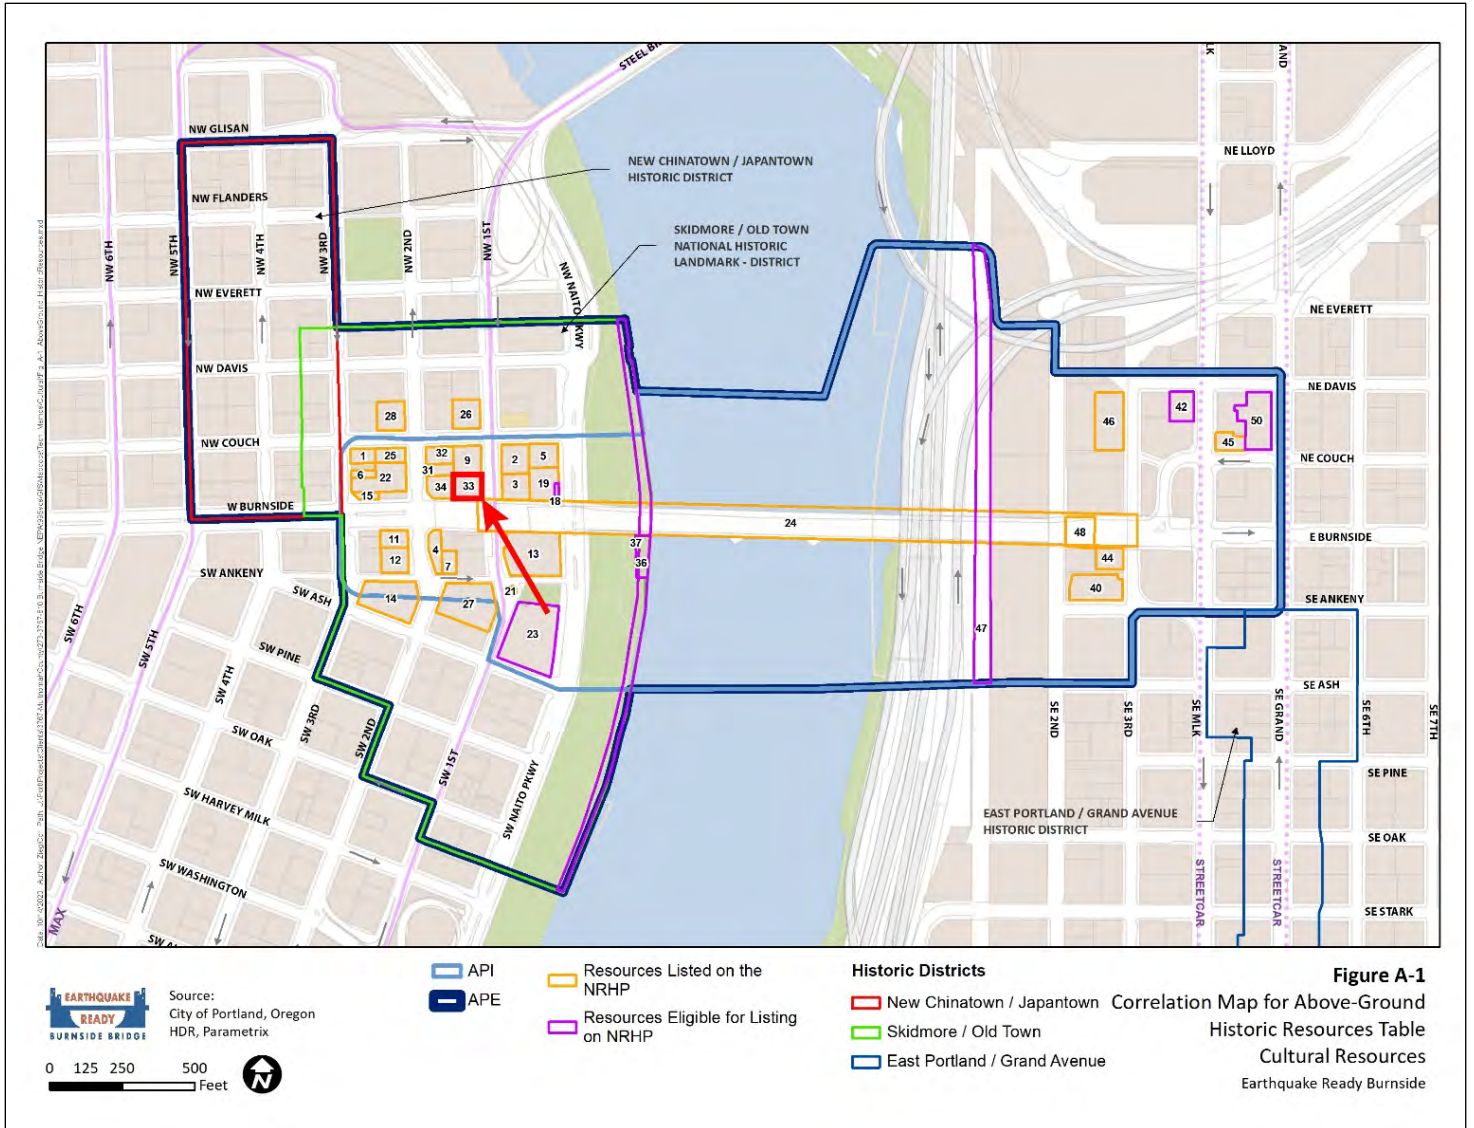 STEEL BR
NW GLISAN
NEW CHINATOWN / JAPANTOWN
HISTORIC DISTRICT
NE LLOYD
NW FLANDERS
SKIDMORE / OLD TOWN
NATIONAL HISTORIC
LANDMARK - DISTRICT
NW 6TH
NW 5TH
NW 4TH
NW 3RD
NW 2ND
NW 1ST
NW NAITO PKWY
LK
AND
NW EVERETT
NE EVERETT
NW DAVIS
NE DAVIS
28
26
46
42
50
45
NW COUCH
NE COUCH
1
25
32
9
2
5
6
22
31
15
34
33
3
19
18
W BURNSIDE
24
48
E BURNSIDE
11
12
4
7
13
37
36
44
40
SW ANKENY
SE ANKENY
SW ASH
14
27
21
23
47
SW 6TH
SW 5TH
SW PINE
SW 4TH
SE ASH
SW 3RD
SW 2ND
SW OAK
SW 1ST
SW NAITO PKWY
SE 2ND
SE 3RD
SE MLK
SE GRAND
SE 6TH
SE 7TH
SE PINE
SW HARVEY MILK
EAST PORTLAND / GRAND AVENUE
HISTORIC DISTRICT
SE OAK
SW WASHINGTON
STREETCAR
STREETCAR
SE STARK
MAX
EARTHQUAKE
READY
BURNSIDE BRIDGE
Source:
City of Portland, Oregon
HDR, Parametrix
0 125 250 500
Feet
N
API
APE
Resources Listed on the
NRHP
Resources Eligible for Listing
on NRHP
Historic Districts
New Chinatown / Japantown
Skidmore / Old Town
East Portland / Grand Avenue
Figure A-1
Correlation Map for Above-Ground
Historic Resources Table
Cultural Resources
Earthquake Ready Burnside